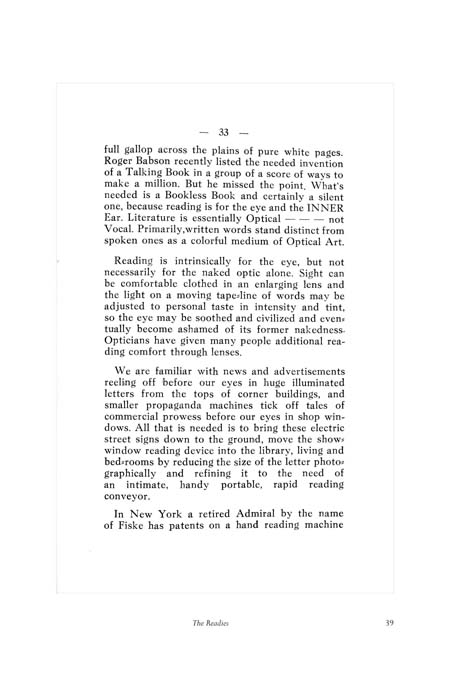 — 33 —
full gallop across the plains of pure white pages.
Roger Babson recently listed the needed invention
of a Talking Book in a group of a score of ways to
make a million. But he missed the point. What's
needed is a Bookless Book and certainly a silent
one, because reading is for the eye and the INNER
Ear. Literature is essentially Optical — — — not
Vocal. Primarily,written words stand distinct from
spoken ones as a colorful medium of Optical Art.
Reading is intrinsically for the eye, but not
necessarily for the naked optic alone. Sight can
be comfortable clothed in an enlarging lens and
the light on a moving tape=line of words may be
adjusted to personal taste in intensity and tint,
so the eye may be soothed and civilized and even=
tually become ashamed of its former nakedness.
Opticians have given many people additional rea-
ding comfort through lenses.
We are familiar with news and advertisements
reeling off before our eyes in huge illuminated
letters from the tops of corner buildings, and
smaller propaganda machines tick off tales of
commercial prowess before our eyes in shop win-
dows. All that is needed is to bring these electric
street signs down to the ground, move the show=
window reading device into the library, living and
bed=rooms by reducing the size of the letter photo=
graphically and refining it to the need of
an intimate, handy portable, rapid reading
conveyor.
In New York a retired Admiral by the name
of Fiske has patents on a hand reading machine
The Readies 39